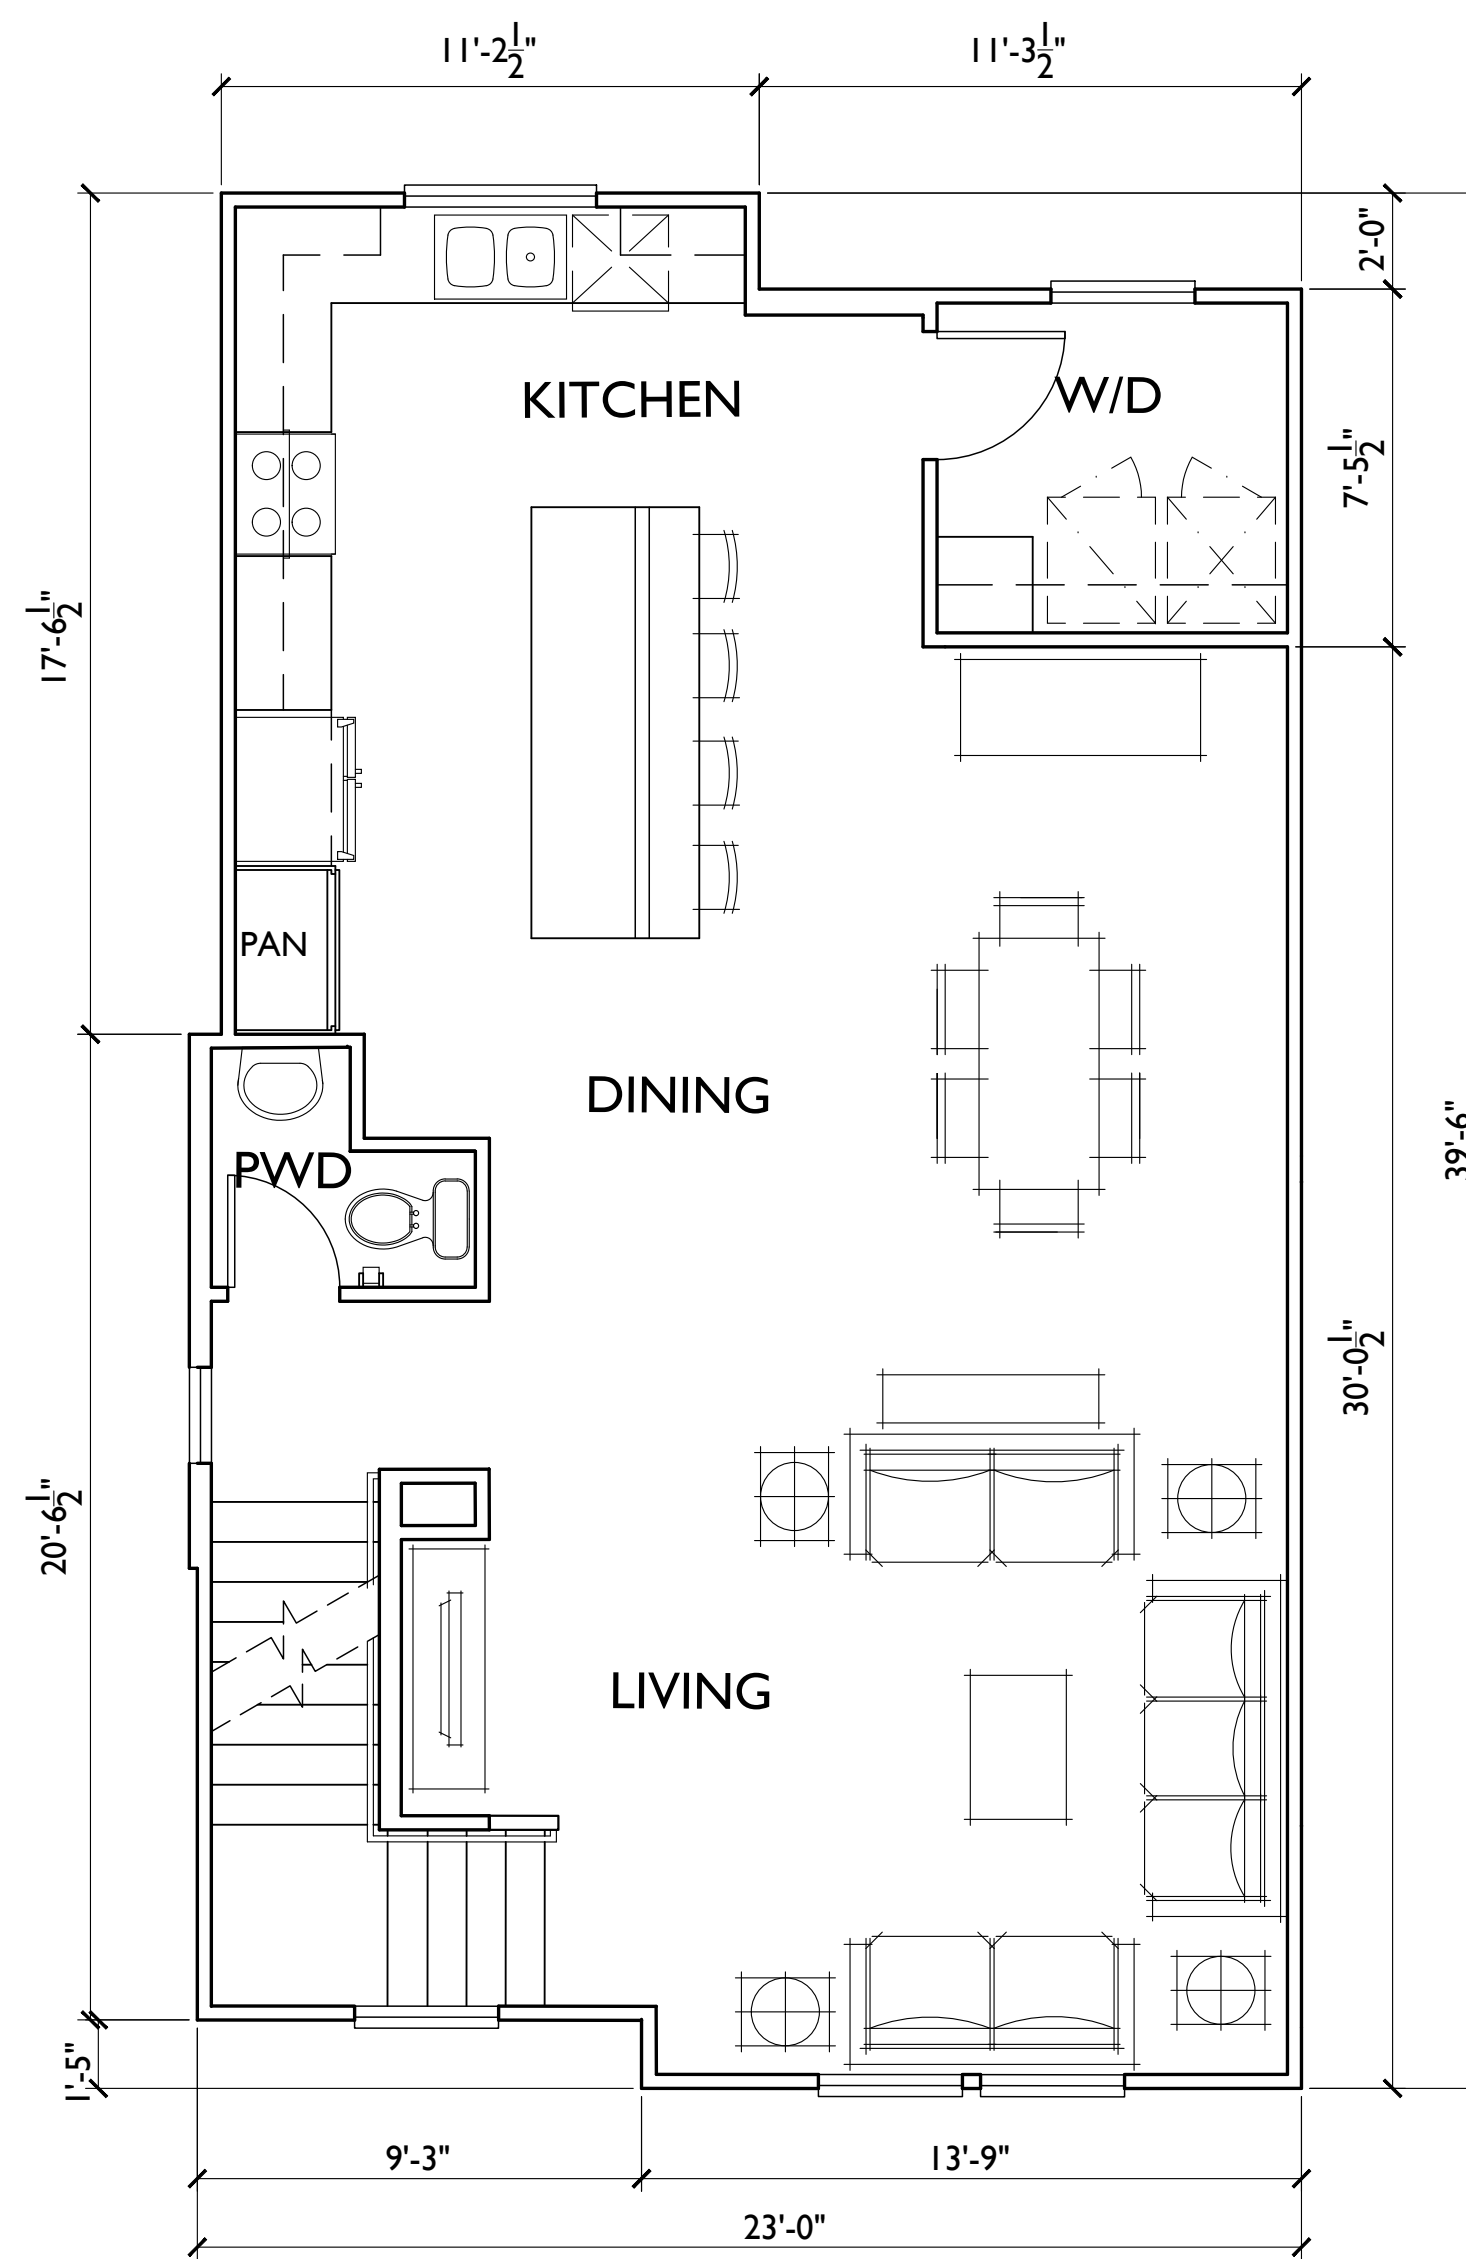 11'-2 1/2"
11'-3 1/2"
2'-0"
KITCHEN
W/D
7'-5 1/2"
17'-6 1/2"
PAN
DINING
39'-6"
PWD
30'-0 1/2"
20'-6 1/2"
LIVING
1'-5"
9'-3"
13'-9"
23'-0"